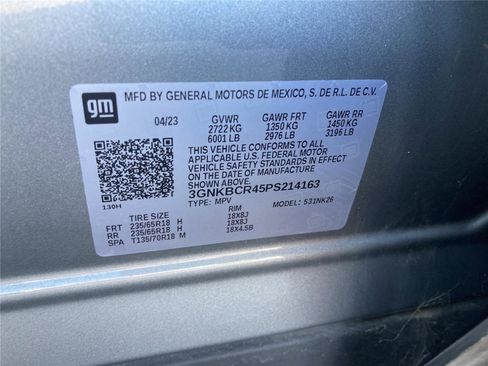 gm
MFD BY GENERAL MOTORS DE MEXICO, S. DE R.L. DE C.V.
04/23 GVWR GAWR FRT GAWR RR
2722 KG 1350 KG 1450 KG
6001 LB 2976 LB 3196 LB
THIS VEHICLE CONFORMS TO ALL
APPLICABLE U.S. FEDERAL MOTOR
VEHICLE SAFETY STANDARDS IN
EFFECT ON THE DATE OF
MANUFACTURE SHOWN ABOVE.
3GNKBCR45PS214163
TYPE: MPV MODEL: 531NK26
130H
TIRE SIZE RIM
FRT 235/65R18 H 18X8J
RR 235/65R18 H 18X8J
SPA T135/70R18 M 18X4.5B